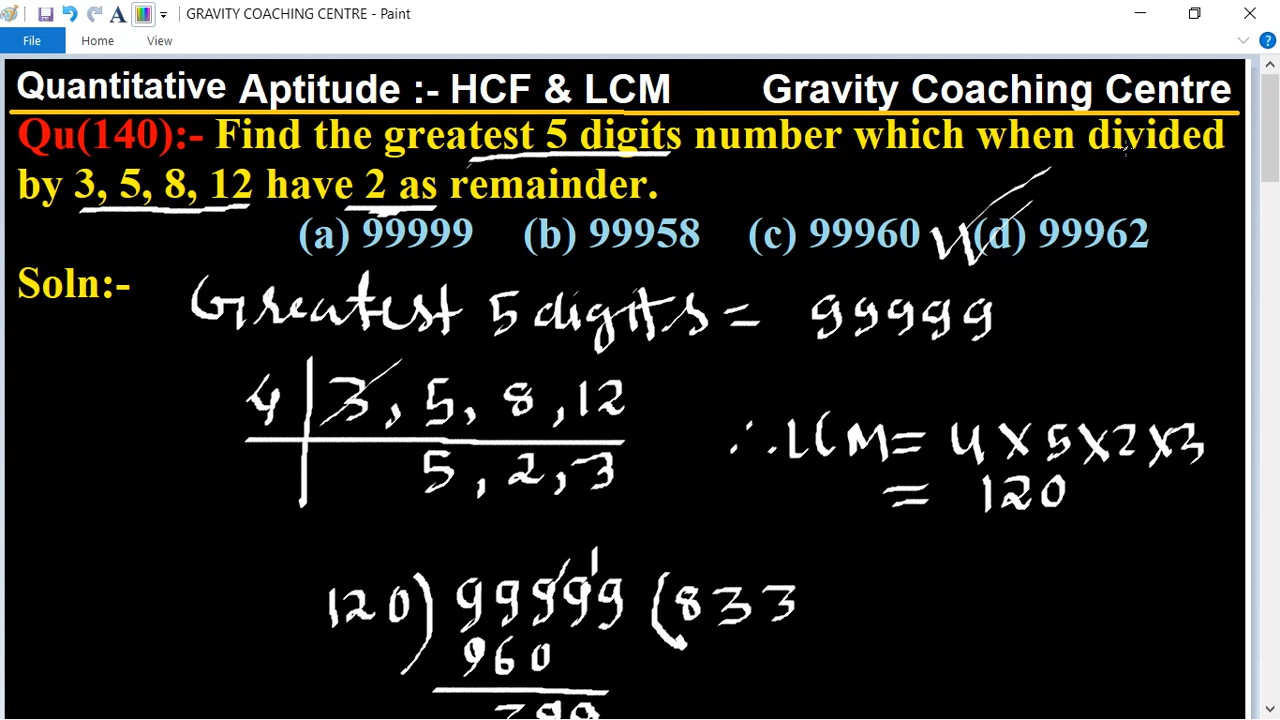 GRAVITY COACHING CENTRE - Paint
File Home View
Quantitative Aptitude :- HCF & LCM Gravity Coaching Centre
Qu(140):- Find the greatest 5 digits number which when divided
by 3, 5, 8, 12 have 2 as remainder.
(a) 99999 (b) 99958 (c) 99960 (d) 99962
Soln:-
Greatest 5 digits = 99999
4 | 3, 5, 8, 12
5, 2, 3
∴ LCM = 4 X 5 X 2 X 3
= 120
1
120) 99999 (833
960
399